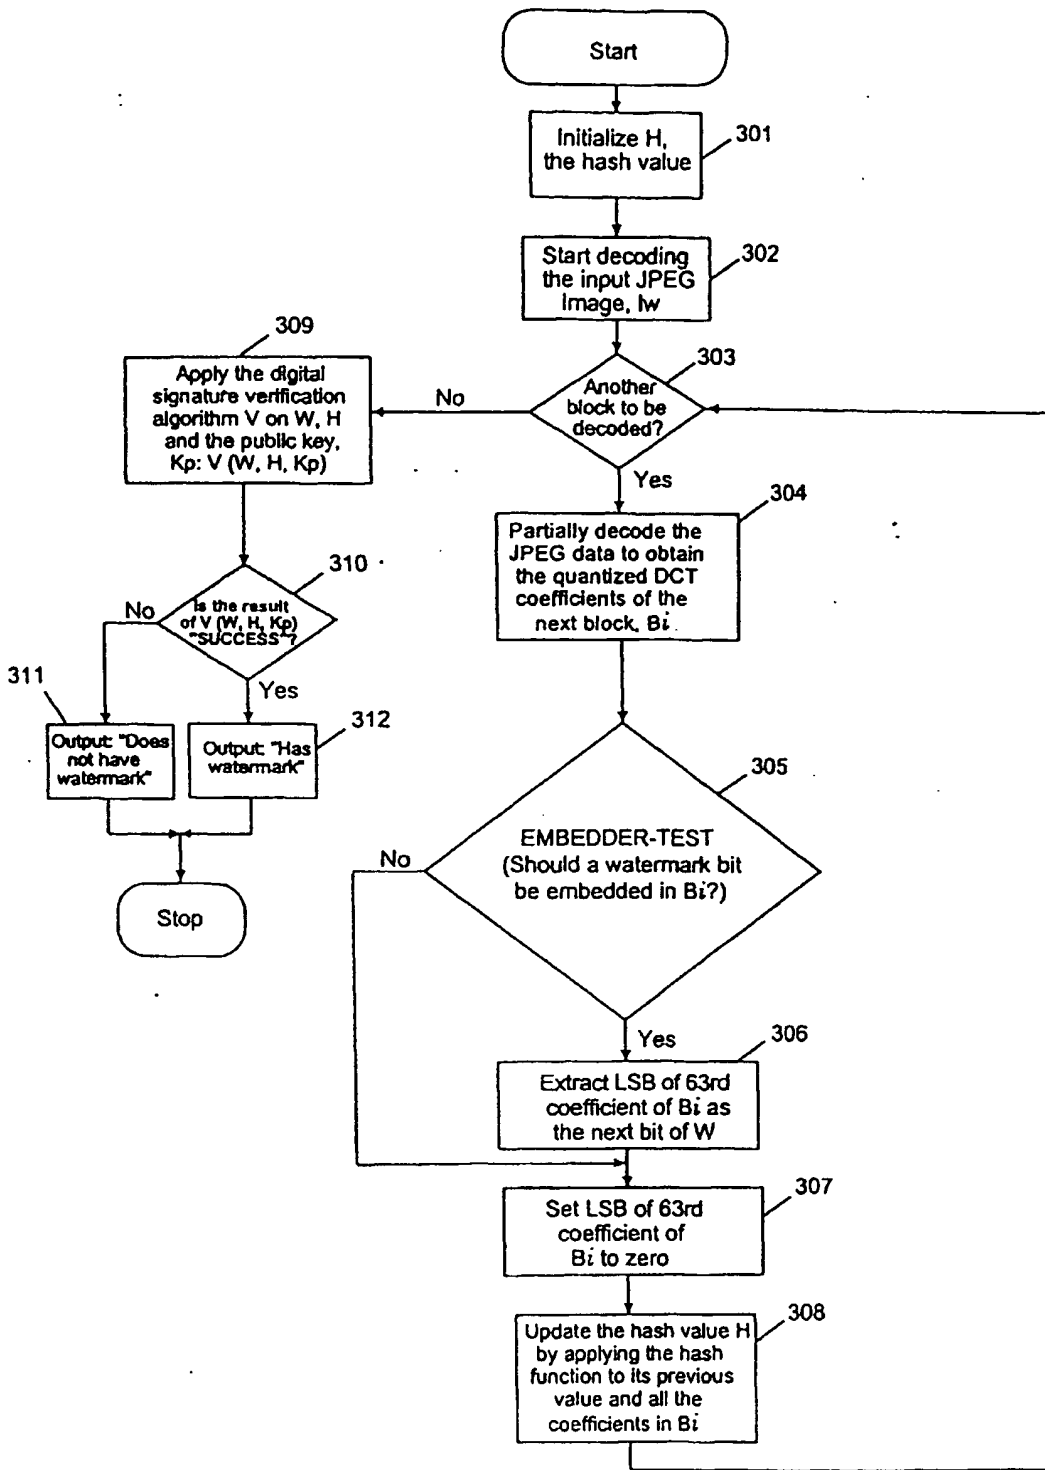 Start
Initialize H,
the hash value
301
Start decoding
the input JPEG
Image, Iw
302
303
Another
block to be
decoded?
No
Yes
309
Apply the digital
signature verification
algorithm V on W, H
and the public key,
Kp: V (W, H, Kp)
304
Partially decode the
JPEG data to obtain
the quantized DCT
coefficients of the
next block, Bi
310
Is the result
of V (W, H, Kp)
"SUCCESS"?
No
Yes
311
Output: "Does
not have
watermark"
312
Output: "Has
watermark"
Stop
305
EMBEDDER-TEST
(Should a watermark bit
be embedded in Bi?)
No
Yes
306
Extract LSB of 63rd
coefficient of Bi as
the next bit of W
307
Set LSB of 63rd
coefficient of
Bi to zero
308
Update the hash value H
by applying the hash
function to its previous
value and all the
coefficients in Bi